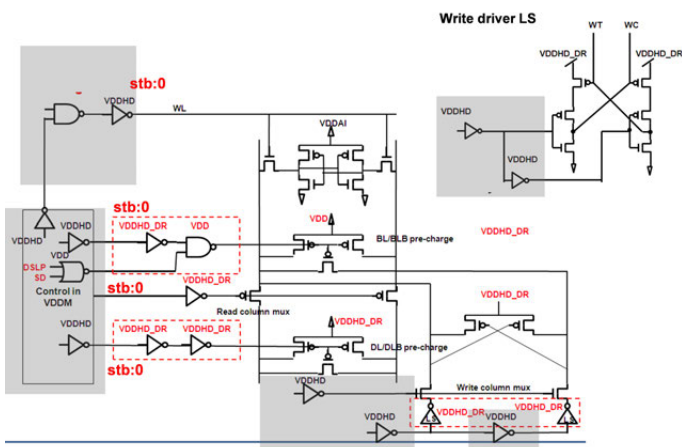 Write driver LS
WT WC
VDDHD_DR VDDHD_DR
stb:0
VDDHD
WL
VDDHD
VDDAI
VDDHD
stb:0
VDDHD
VDDHD VDDHD_DR VDD
VDD
VDD
BL/BLB pre-charge
VDDHD_DR
DSLP
SD
Control in
VDDM
stb:0
VDDHD_DR
Read column mux
VDDHD_DR
VDDHD_DR
VDDHD VDDHD_DR VDDHD_DR
DL/DLB pre-charge
stb:0
VDDHD
Write column mux
VDDHD_DR VDDHD_DR
LS LS
VDDHD VDDHD